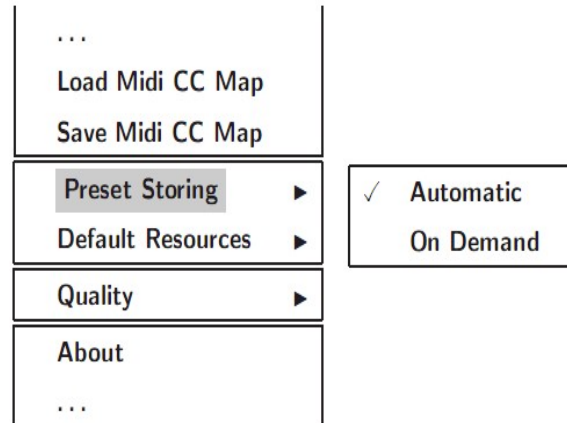 ...
Load Midi CC Map
Save Midi CC Map
Preset Storing ▶
Default Resources ▶
Quality ▶
About
...
✓ Automatic
On Demand